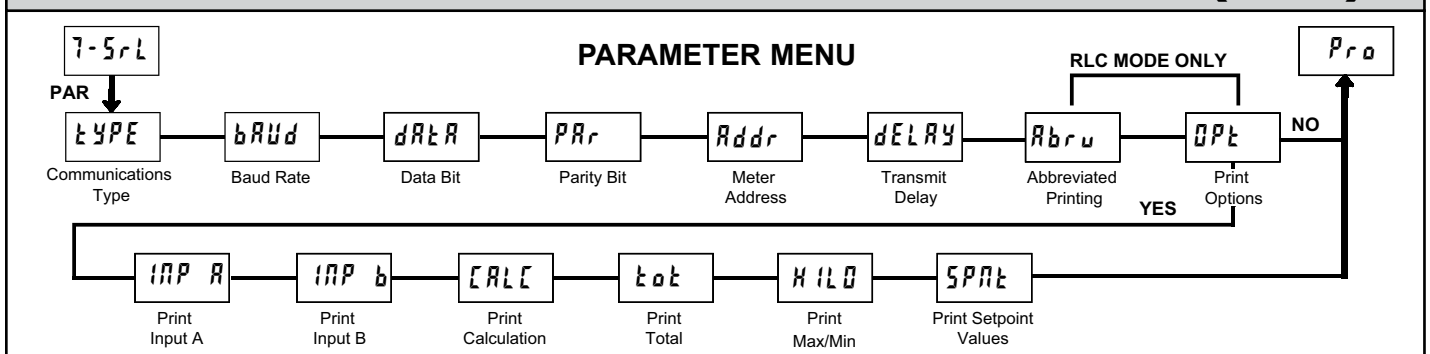 7-SrL
PARAMETER MENU
RLC MODE ONLY
Pro
PAR
tYPE
bAUd
dAtA
PAr
Addr
dELAY
Abru
OPt
NO
Communications
Type
Baud Rate
Data Bit
Parity Bit
Meter
Address
Transmit
Delay
Abbreviated
Printing
Print
Options
YES
INP A
INP b
CALC
tot
HILO
SPNt
Print
Input A
Print
Input B
Print
Calculation
Print
Total
Print
Max/Min
Print Setpoint
Values